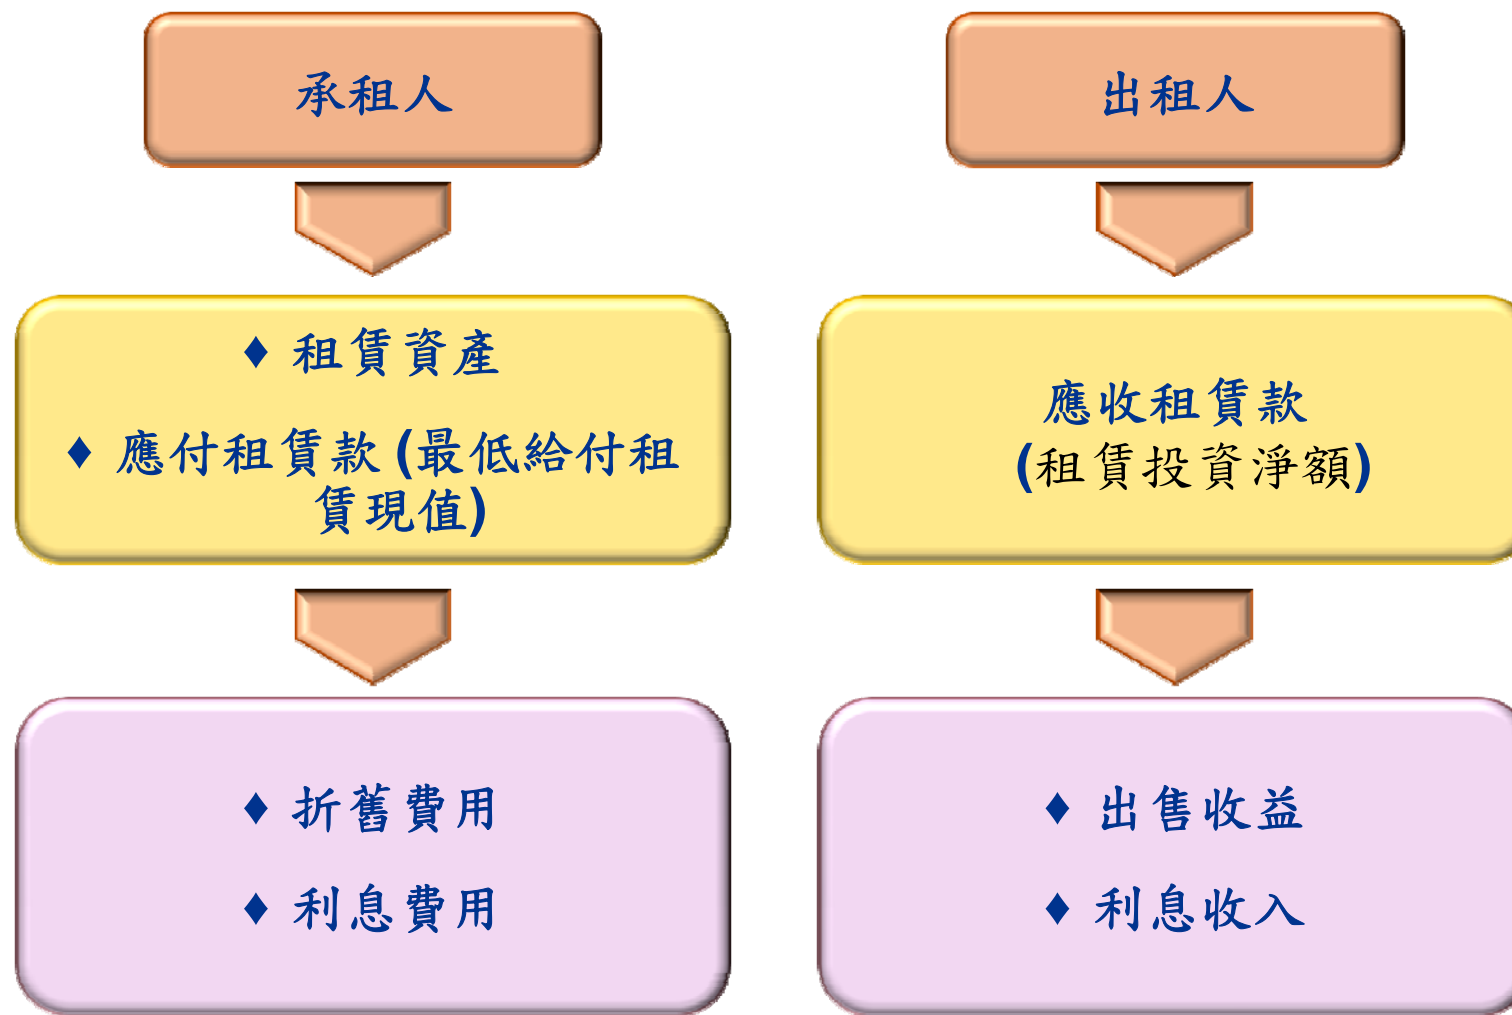 承租人
♦ 租賃資產
♦ 應付租賃款 (最低給付租
賃現值)
♦ 折舊費用
♦ 利息費用
出租人
應收租賃款
(租賃投資淨額)
♦ 出售收益
♦ 利息收入